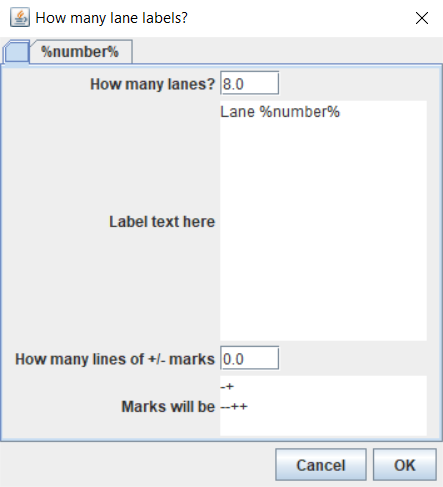 How many lane labels?
%number%
How many lanes? 8.0
Lane %number%
Label text here
How many lines of +/- marks 0.0
-+
Marks will be --++
Cancel OK